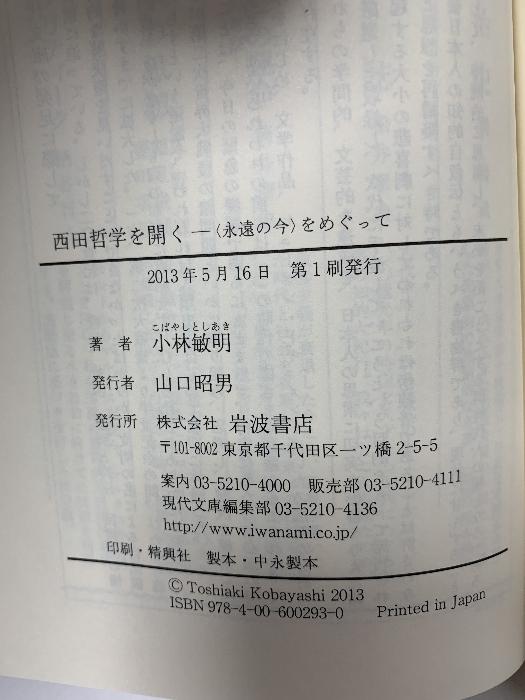 西田哲学を開く―〈永遠の今〉をめぐって
2013年5月16日 第1刷発行
こばやしとしあき
著者 小林敏明
発行者 山口昭男
発行所 株式会社 岩波書店
〒101-8002 東京都千代田区一ツ橋2-5-5
案内 03-5210-4000 販売部 03-5210-4111
現代文庫編集部 03-5210-4136
http://www.iwanami.co.jp/
印刷・精興社 製本・中永製本
© Toshiaki Kobayashi 2013
ISBN 978-4-00-600293-0 Printed in Japan